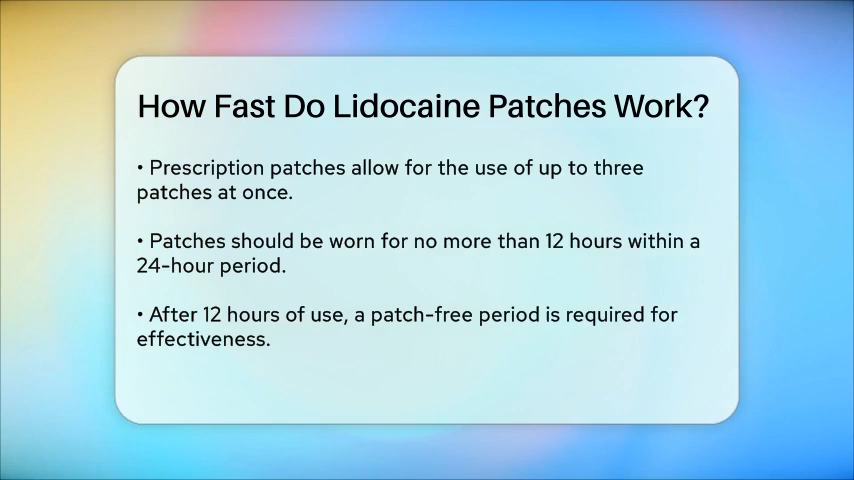 How Fast Do Lidocaine Patches Work?
• Prescription patches allow for the use of up to three
patches at once.
• Patches should be worn for no more than 12 hours within a
24-hour period.
• After 12 hours of use, a patch-free period is required for
effectiveness.